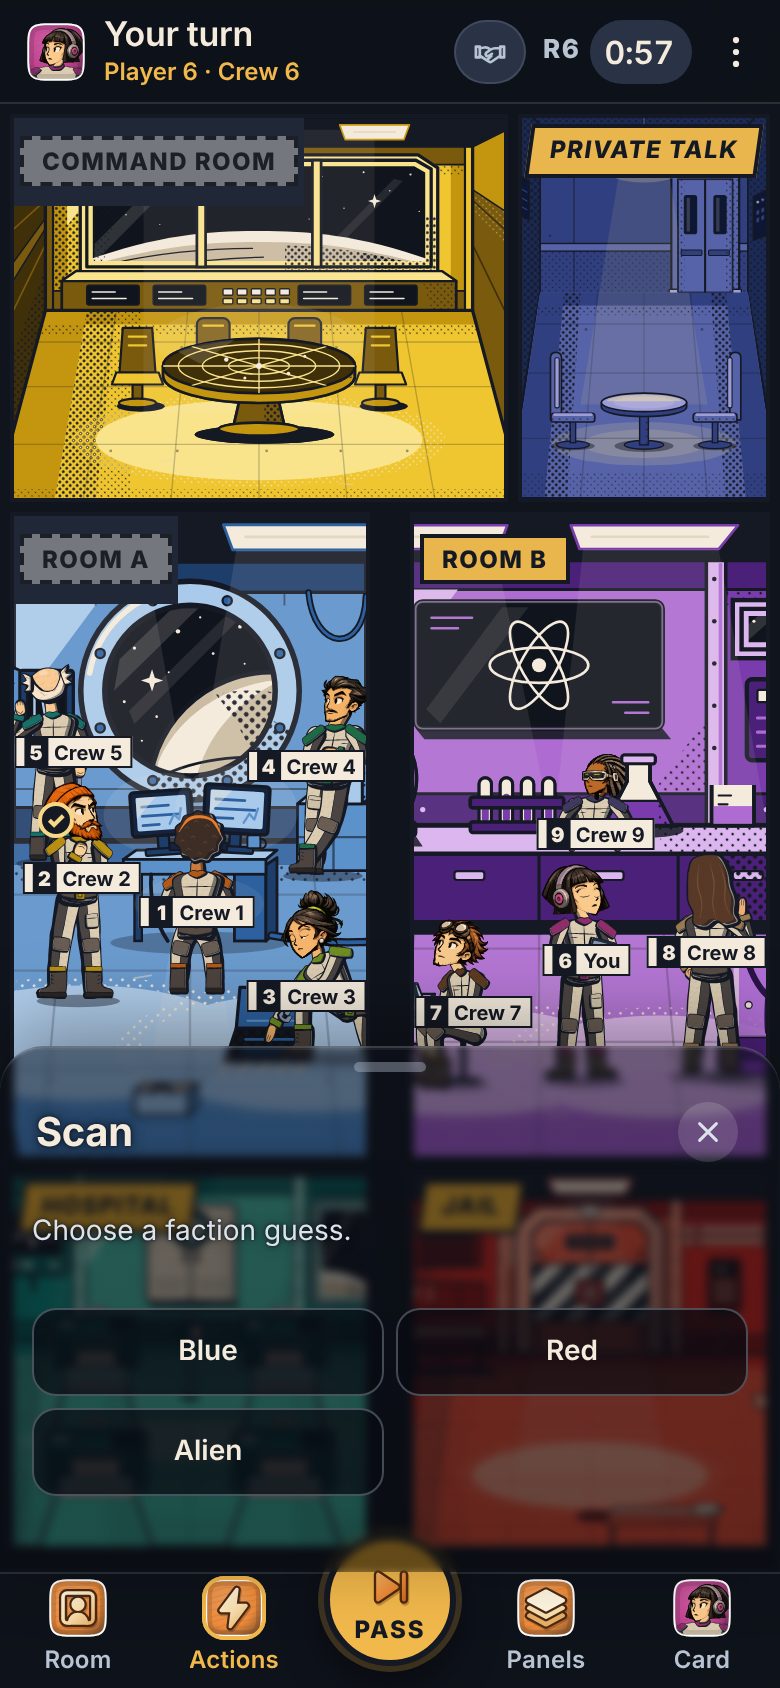 Your turn
Player 6 · Crew 6
R6
0:57
COMMAND ROOM
PRIVATE TALK
ROOM A
ROOM B
5 Crew 5
4 Crew 4
9 Crew 9
2 Crew 2
1 Crew 1
6 You
8 Crew 8
3 Crew 3
7 Crew 7
Scan
HOSPITAL
JAIL
Choose a faction guess.
Blue
Red
Alien
PASS
Room
Actions
Panels
Card